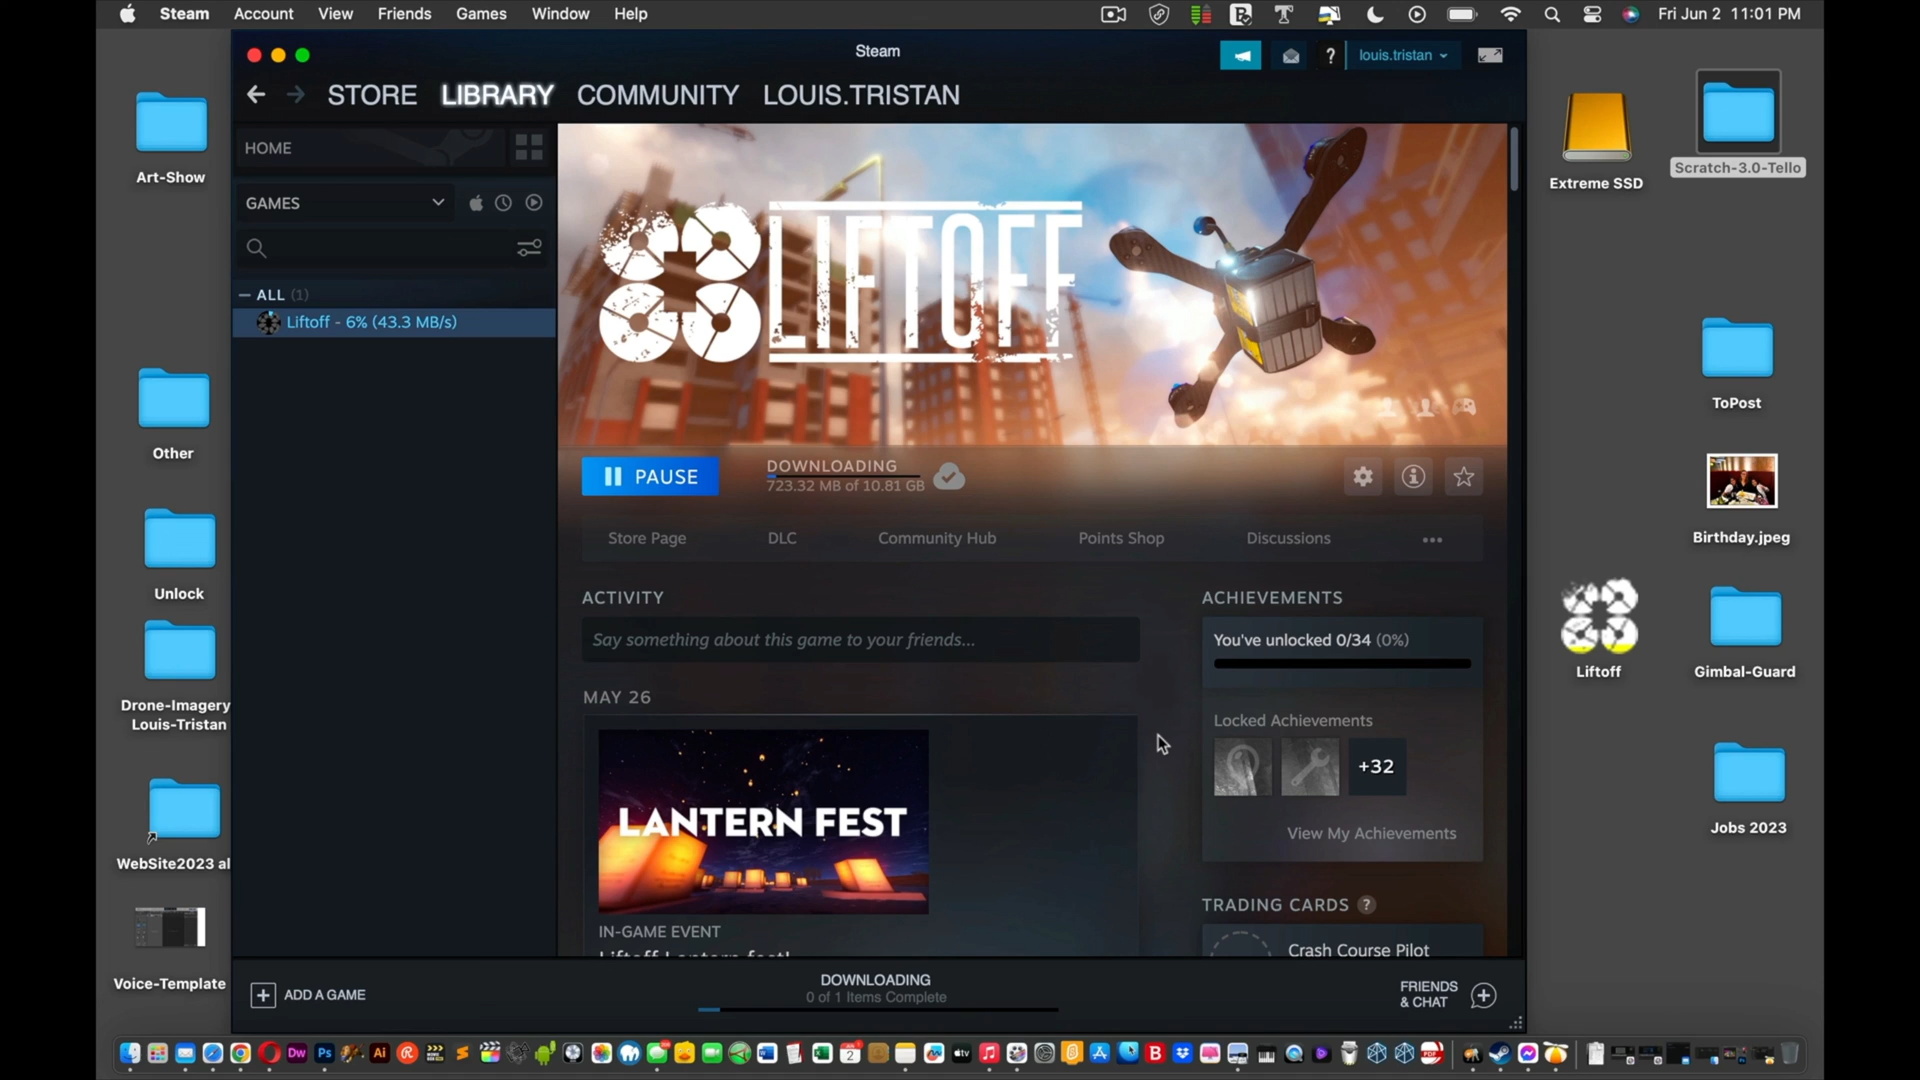 Steam Account View Friends Games Window Help
Fri Jun 2 11:01 PM
Steam
louis.tristan
STORE LIBRARY COMMUNITY LOUIS.TRISTAN
HOME
GAMES
— ALL (1)
Liftoff - 6% (43.3 MB/s)
LIFTOFF
PAUSE
DOWNLOADING
723.32 MB of 10.81 GB
Store Page DLC Community Hub Points Shop Discussions
ACTIVITY
Say something about this game to your friends...
MAY 26
LANTERN FEST
IN-GAME EVENT
Liftoff Lantern fest!
ACHIEVEMENTS
You've unlocked 0/34 (0%)
Locked Achievements
+32
View My Achievements
TRADING CARDS ?
Crash Course Pilot
+ ADD A GAME
DOWNLOADING
0 of 1 Items Complete
FRIENDS
& CHAT
Art-Show
Other
Unlock
Drone-Imagery
Louis-Tristan
WebSite2023 al
Voice-Template
Extreme SSD
Scratch-3.0-Tello
ToPost
Birthday.jpeg
Liftoff
Gimbal-Guard
Jobs 2023